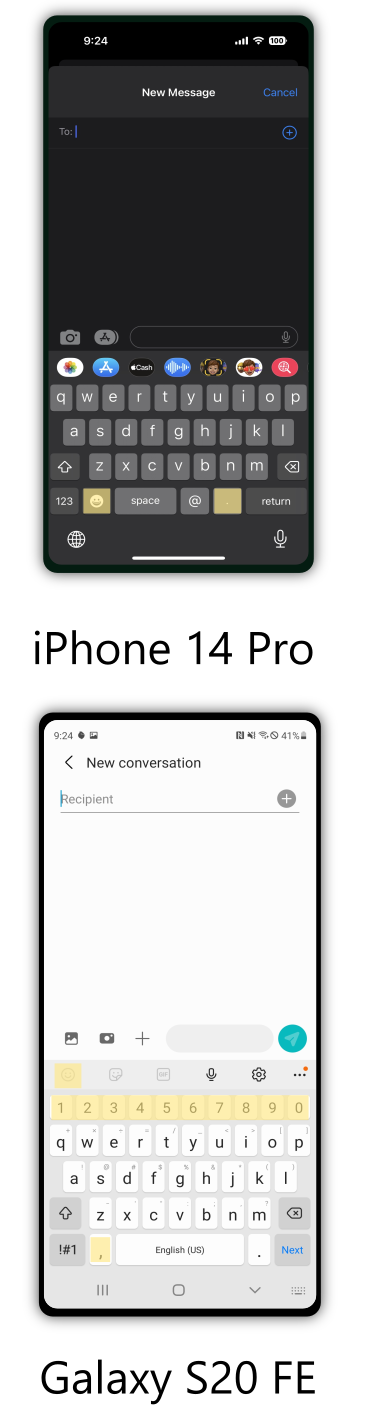 9:24 100
New Message Cancel
To:
Cash
q w e r t y u i o p
a s d f g h j k l
z x c v b n m
123 space @ . return
iPhone 14 Pro
9:24 41%
New conversation
Recipient
GIF
1 2 3 4 5 6 7 8 9 0
q w e r t y u i o p
a s d f g h j k l
z x c v b n m
!#1 , English (US) . Next
Galaxy S20 FE